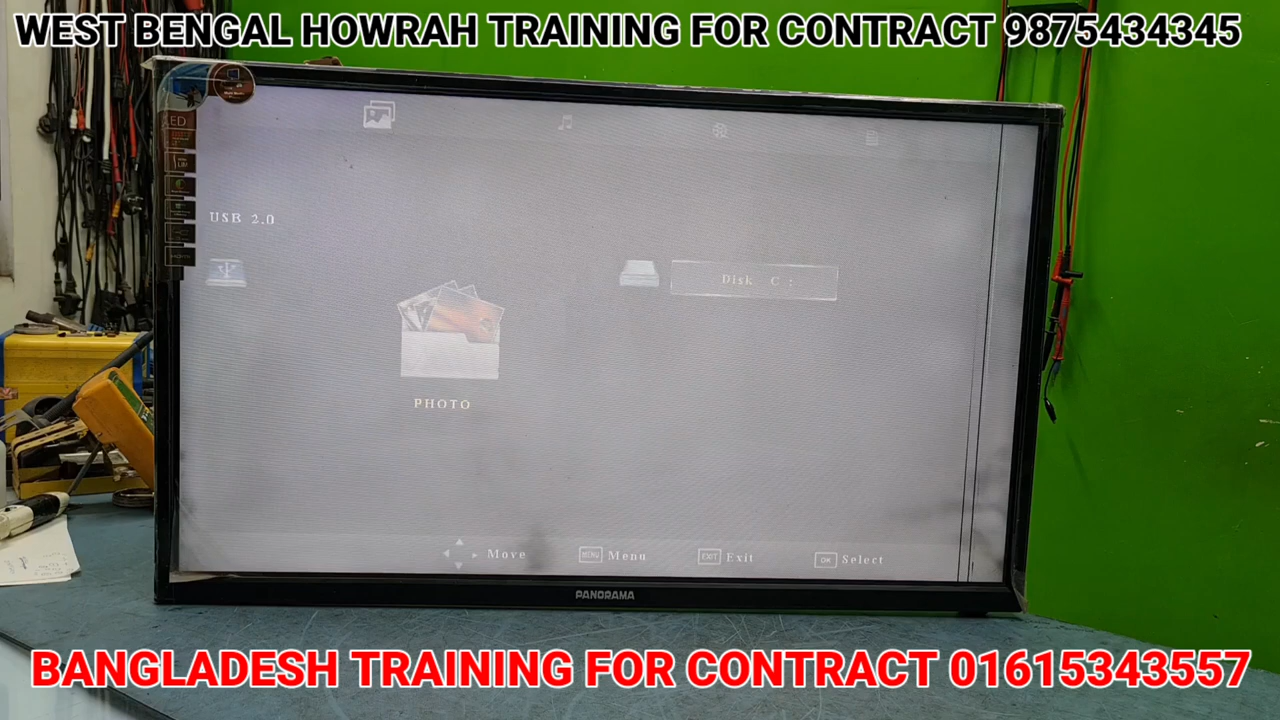 WEST BENGAL HOWRAH TRAINING FOR CONTRACT 9875434345
ED
USB 2.0
Disk C :
PHOTO
Move
MENU Menu
EXIT Exit
OK Select
PANORAMA
BANGLADESH TRAINING FOR CONTRACT 01615343557